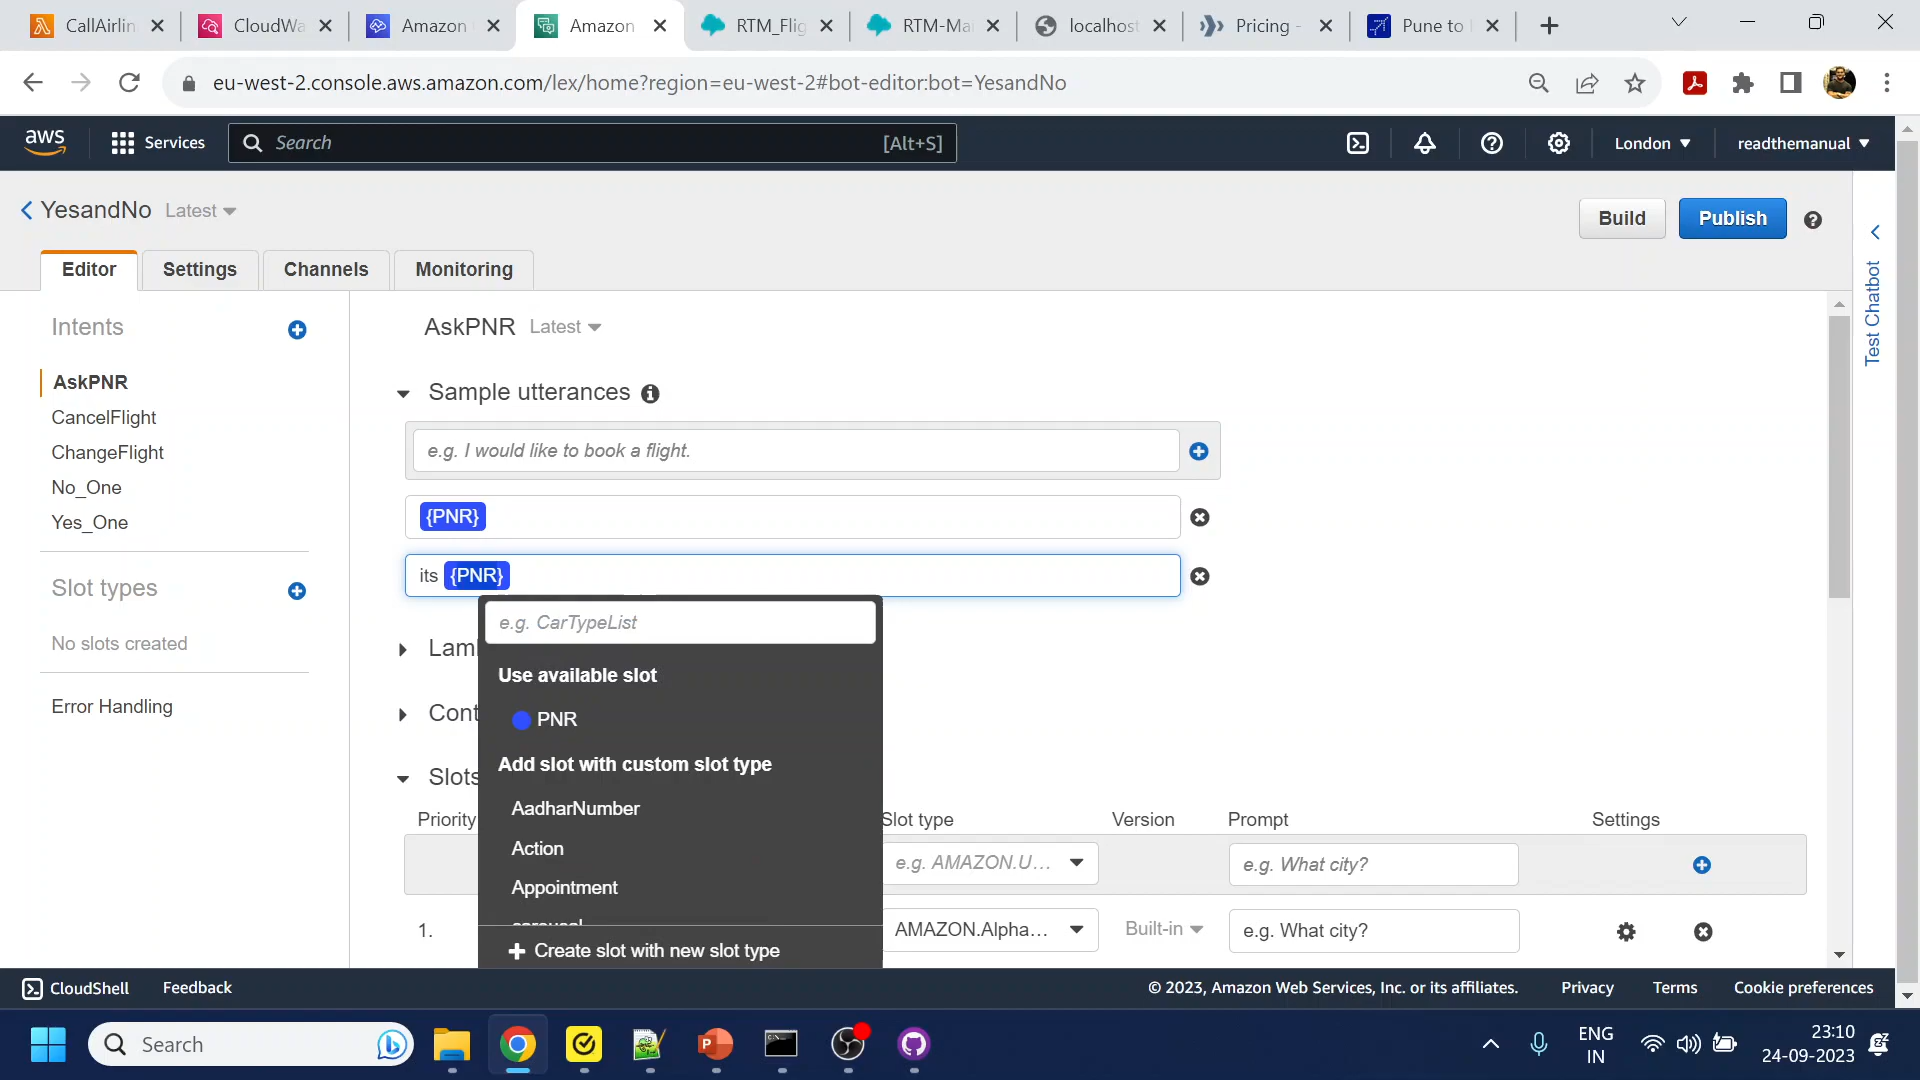 CallAirlin
CloudWa
Amazon
Amazon
RTM_Flig
RTM-Mai
localhost
Pricing -
Pune to
eu-west-2.console.aws.amazon.com/lex/home?region=eu-west-2#bot-editor:bot=YesandNo
aws
Services
Search
[Alt+S]
London
readthemanual
YesandNo Latest
Build
Publish
Editor
Settings
Channels
Monitoring
Test Chatbot
Intents
AskPNR
CancelFlight
ChangeFlight
No_One
Yes_One
Slot types
No slots created
Error Handling
AskPNR Latest
Sample utterances
e.g. I would like to book a flight.
{PNR}
its {PNR}
e.g. CarTypeList
Use available slot
PNR
Add slot with custom slot type
AadharNumber
Action
Appointment
+ Create slot with new slot type
Lam
Cont
Slots
Priority
Slot type
Version
Prompt
Settings
e.g. AMAZON.U...
e.g. What city?
1.
AMAZON.Alpha...
Built-in
e.g. What city?
CloudShell
Feedback
© 2023, Amazon Web Services, Inc. or its affiliates.
Privacy
Terms
Cookie preferences
Search
ENG
IN
23:10
24-09-2023